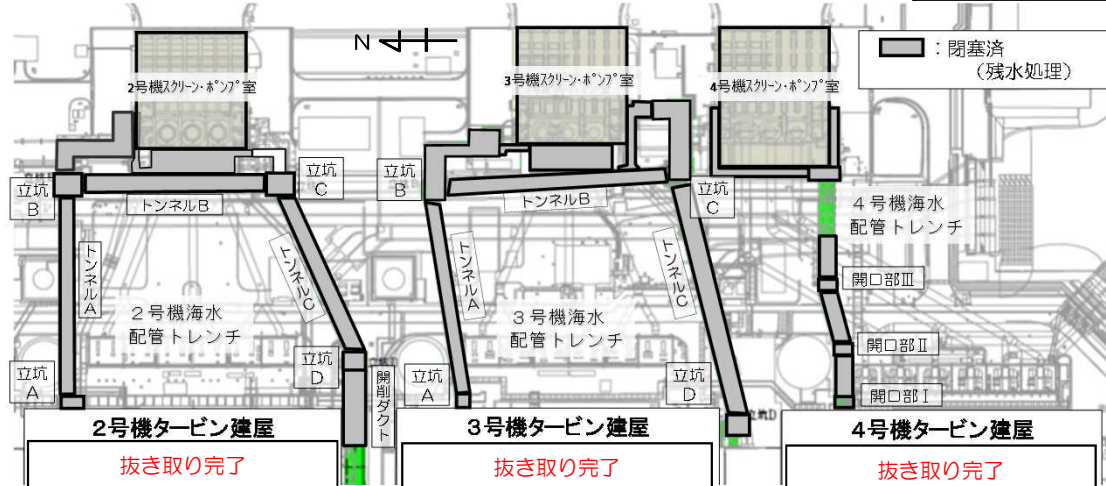 N
：閉塞済
（残水処理）
2号機スクリーン・ポンプ室
3号機スクリーン・ポンプ室
4号機スクリーン・ポンプ室
立坑
B
トンネルB
立坑
C
トンネルA
トンネルC
2号機海水
配管トレンチ
立坑
A
立坑
D
開削ダクト
立坑
B
トンネルB
立坑
C
トンネルA
トンネルC
3号機海水
配管トレンチ
立坑
A
立坑
D
立坑D
4号機海水
配管トレンチ
開口部Ⅲ
開口部Ⅱ
開口部Ⅰ
2号機タービン建屋
抜き取り完了
3号機タービン建屋
抜き取り完了
4号機タービン建屋
抜き取り完了